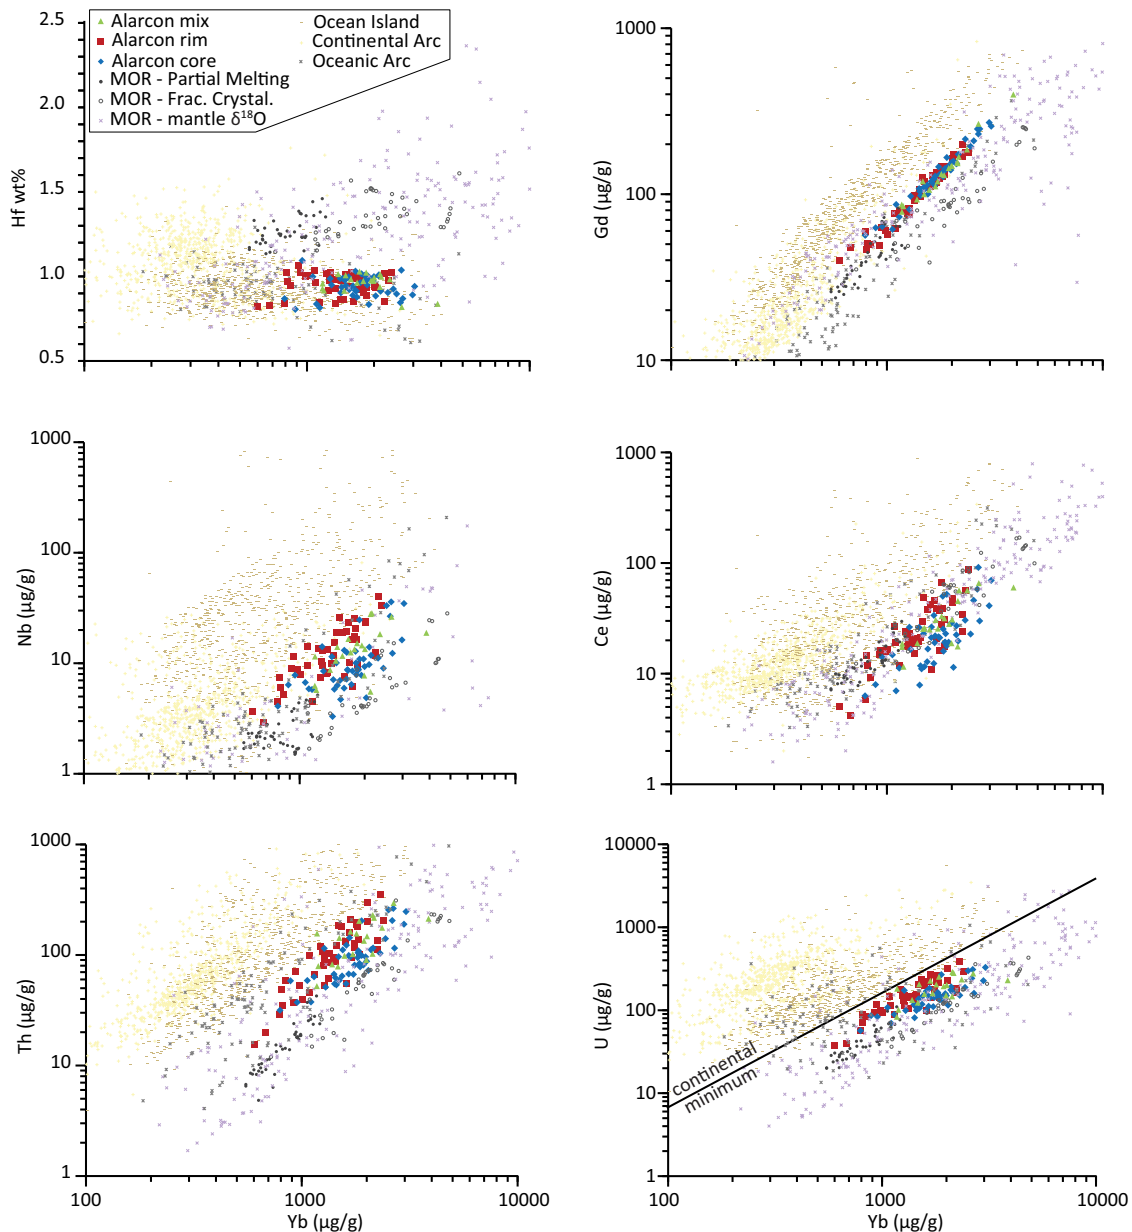 Alarcon mix
Alarcon rim
Alarcon core
MOR - Partial Melting
MOR - Frac. Crystal.
MOR - mantle δ¹⁸O
Ocean Island
Continental Arc
Oceanic Arc
2.5
2.0
1.5
1.0
0.5
Hf wt%
1000
100
10
Gd (µg/g)
1000
100
10
1
Nb (µg/g)
1000
100
10
1
Ce (µg/g)
1000
100
10
1
Th (µg/g)
100
1000
10000
Yb (µg/g)
10000
1000
100
10
1
U (µg/g)
continental
minimum
100
1000
10000
Yb (µg/g)